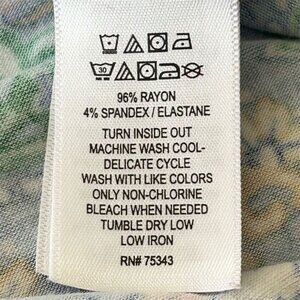 30
96% RAYON
4% SPANDEX / ELASTANE
TURN INSIDE OUT
MACHINE WASH COOL-
DELICATE CYCLE
WASH WITH LIKE COLORS
ONLY NON-CHLORINE
BLEACH WHEN NEEDED
TUMBLE DRY LOW
LOW IRON
RN# 75343